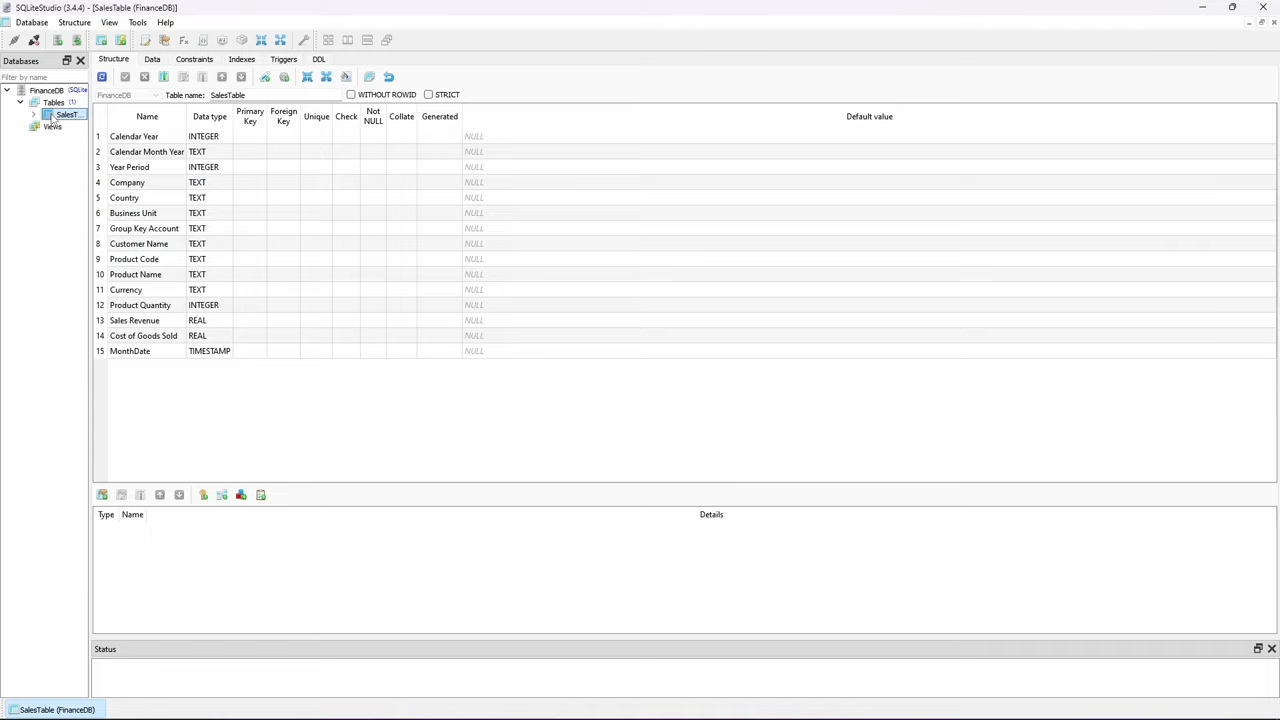 SQLiteStudio (3.4.4) - [SalesTable (FinanceDB)]
Database Structure View Tools Help
Databases
Filter by name
FinanceDB (SQLite
Tables (1)
SalesT...
Views
Structure Data Constraints Indexes Triggers DDL
FinanceDB Table name: SalesTable WITHOUT ROWID STRICT
Name Data type Primary Key Foreign Key Unique Check Not NULL Collate Generated Default value
1 Calendar Year INTEGER NULL
2 Calendar Month Year TEXT NULL
3 Year Period INTEGER NULL
4 Company TEXT NULL
5 Country TEXT NULL
6 Business Unit TEXT NULL
7 Group Key Account TEXT NULL
8 Customer Name TEXT NULL
9 Product Code TEXT NULL
10 Product Name TEXT NULL
11 Currency TEXT NULL
12 Product Quantity INTEGER NULL
13 Sales Revenue REAL NULL
14 Cost of Goods Sold REAL NULL
15 MonthDate TIMESTAMP NULL
Type Name Details
Status
SalesTable (FinanceDB)